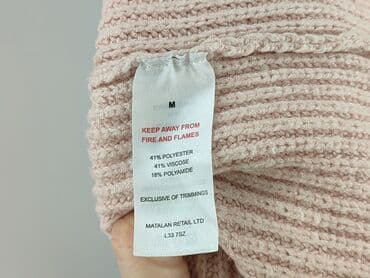 M
KEEP AWAY FROM
FIRE AND FLAMES
41% POLYESTER
41% VISCOSE
18% POLYAMIDE
EXCLUSIVE OF TRIMMINGS
MATALAN RETAIL LTD
L33 7SZ